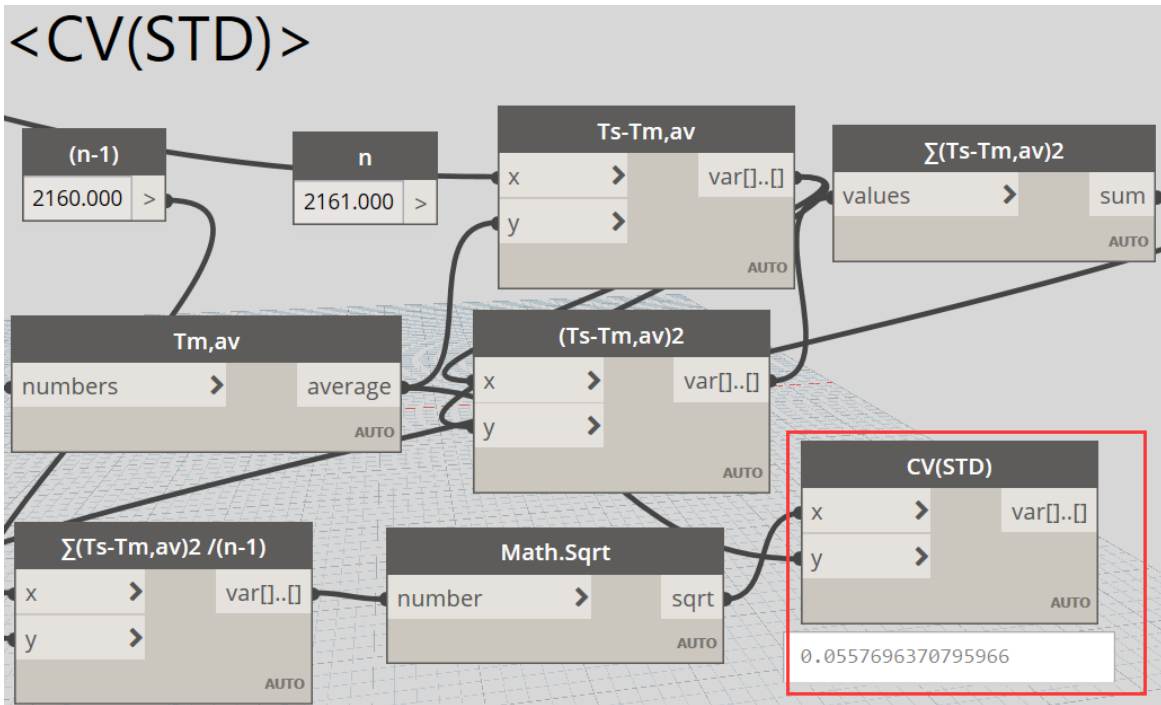 <CV(STD)>
(n-1)
2160.000 >
n
2161.000 >
Ts-Tm,av
x > var[]..[]
y >
AUTO
∑(Ts-Tm,av)2
values > sum
AUTO
Tm,av
numbers > average
AUTO
(Ts-Tm,av)2
x > var[]..[]
y >
AUTO
∑(Ts-Tm,av)2 /(n-1)
x > var[]..[]
y >
AUTO
Math.Sqrt
number > sqrt
AUTO
CV(STD)
x > var[]..[]
y >
AUTO
0.0557696370795966